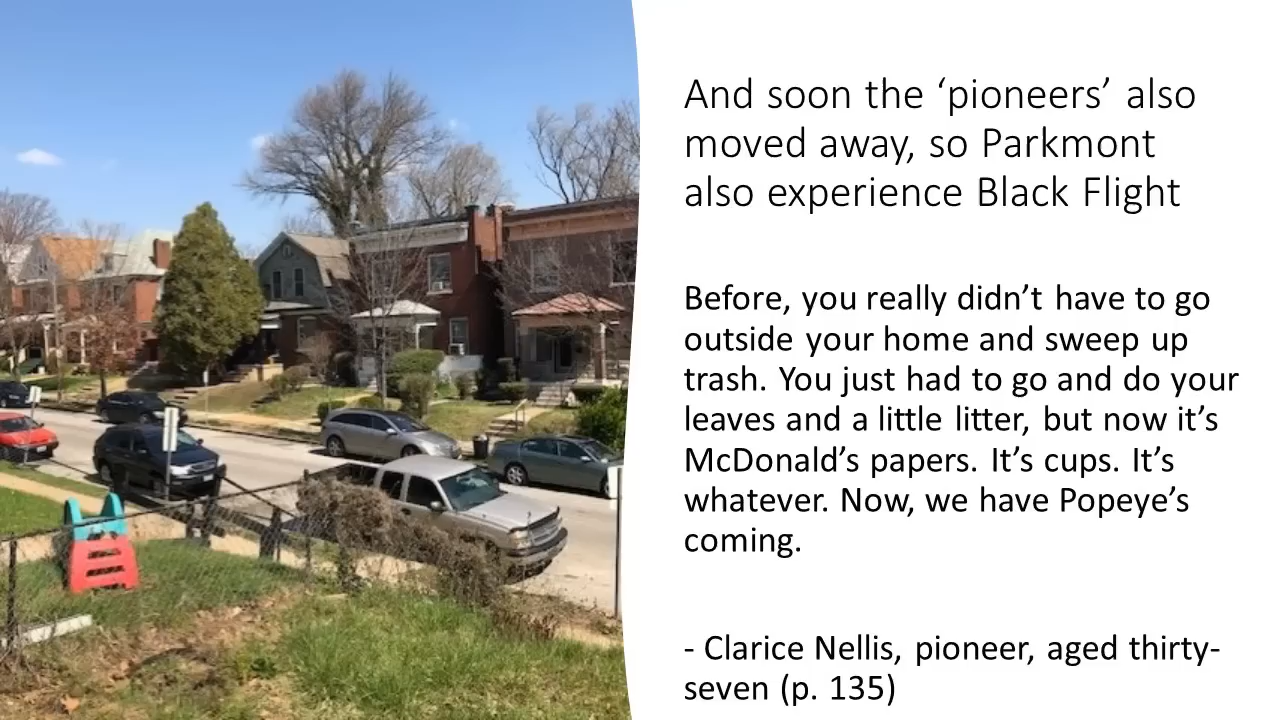 And soon the ‘pioneers’ also
moved away, so Parkmont
also experience Black Flight
Before, you really didn’t have to go
outside your home and sweep up
trash. You just had to go and do your
leaves and a little litter, but now it’s
McDonald’s papers. It’s cups. It’s
whatever. Now, we have Popeye’s
coming.
- Clarice Nellis, pioneer, aged thirty-
seven (p. 135)